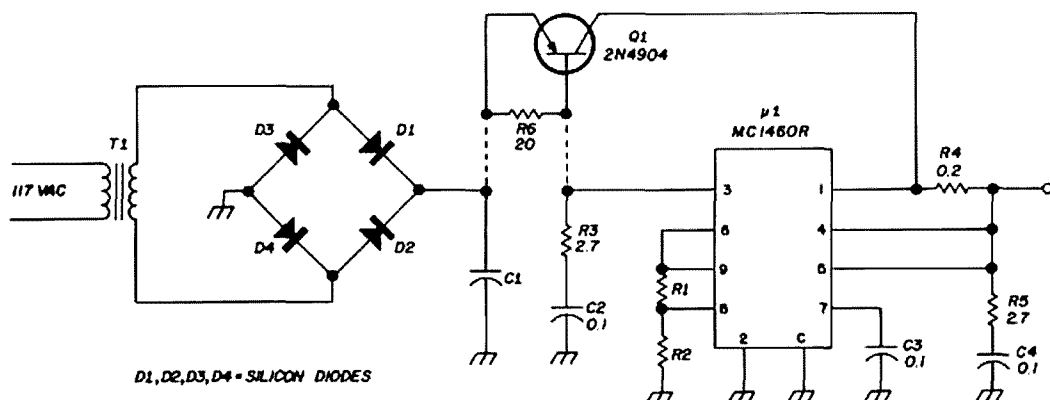 Q1
2N4904
D3
D1
R6
20
μ1
MC1460R
T1
R4
0.2
117 VAC
3
1
R3
2.7
6
4
D4
D2
9
5
C1
R1
R5
2.7
C2
0.1
8
7
R2
2
C
C3
0.1
C4
0.1
D1,D2,D3,D4=SILICON DIODES